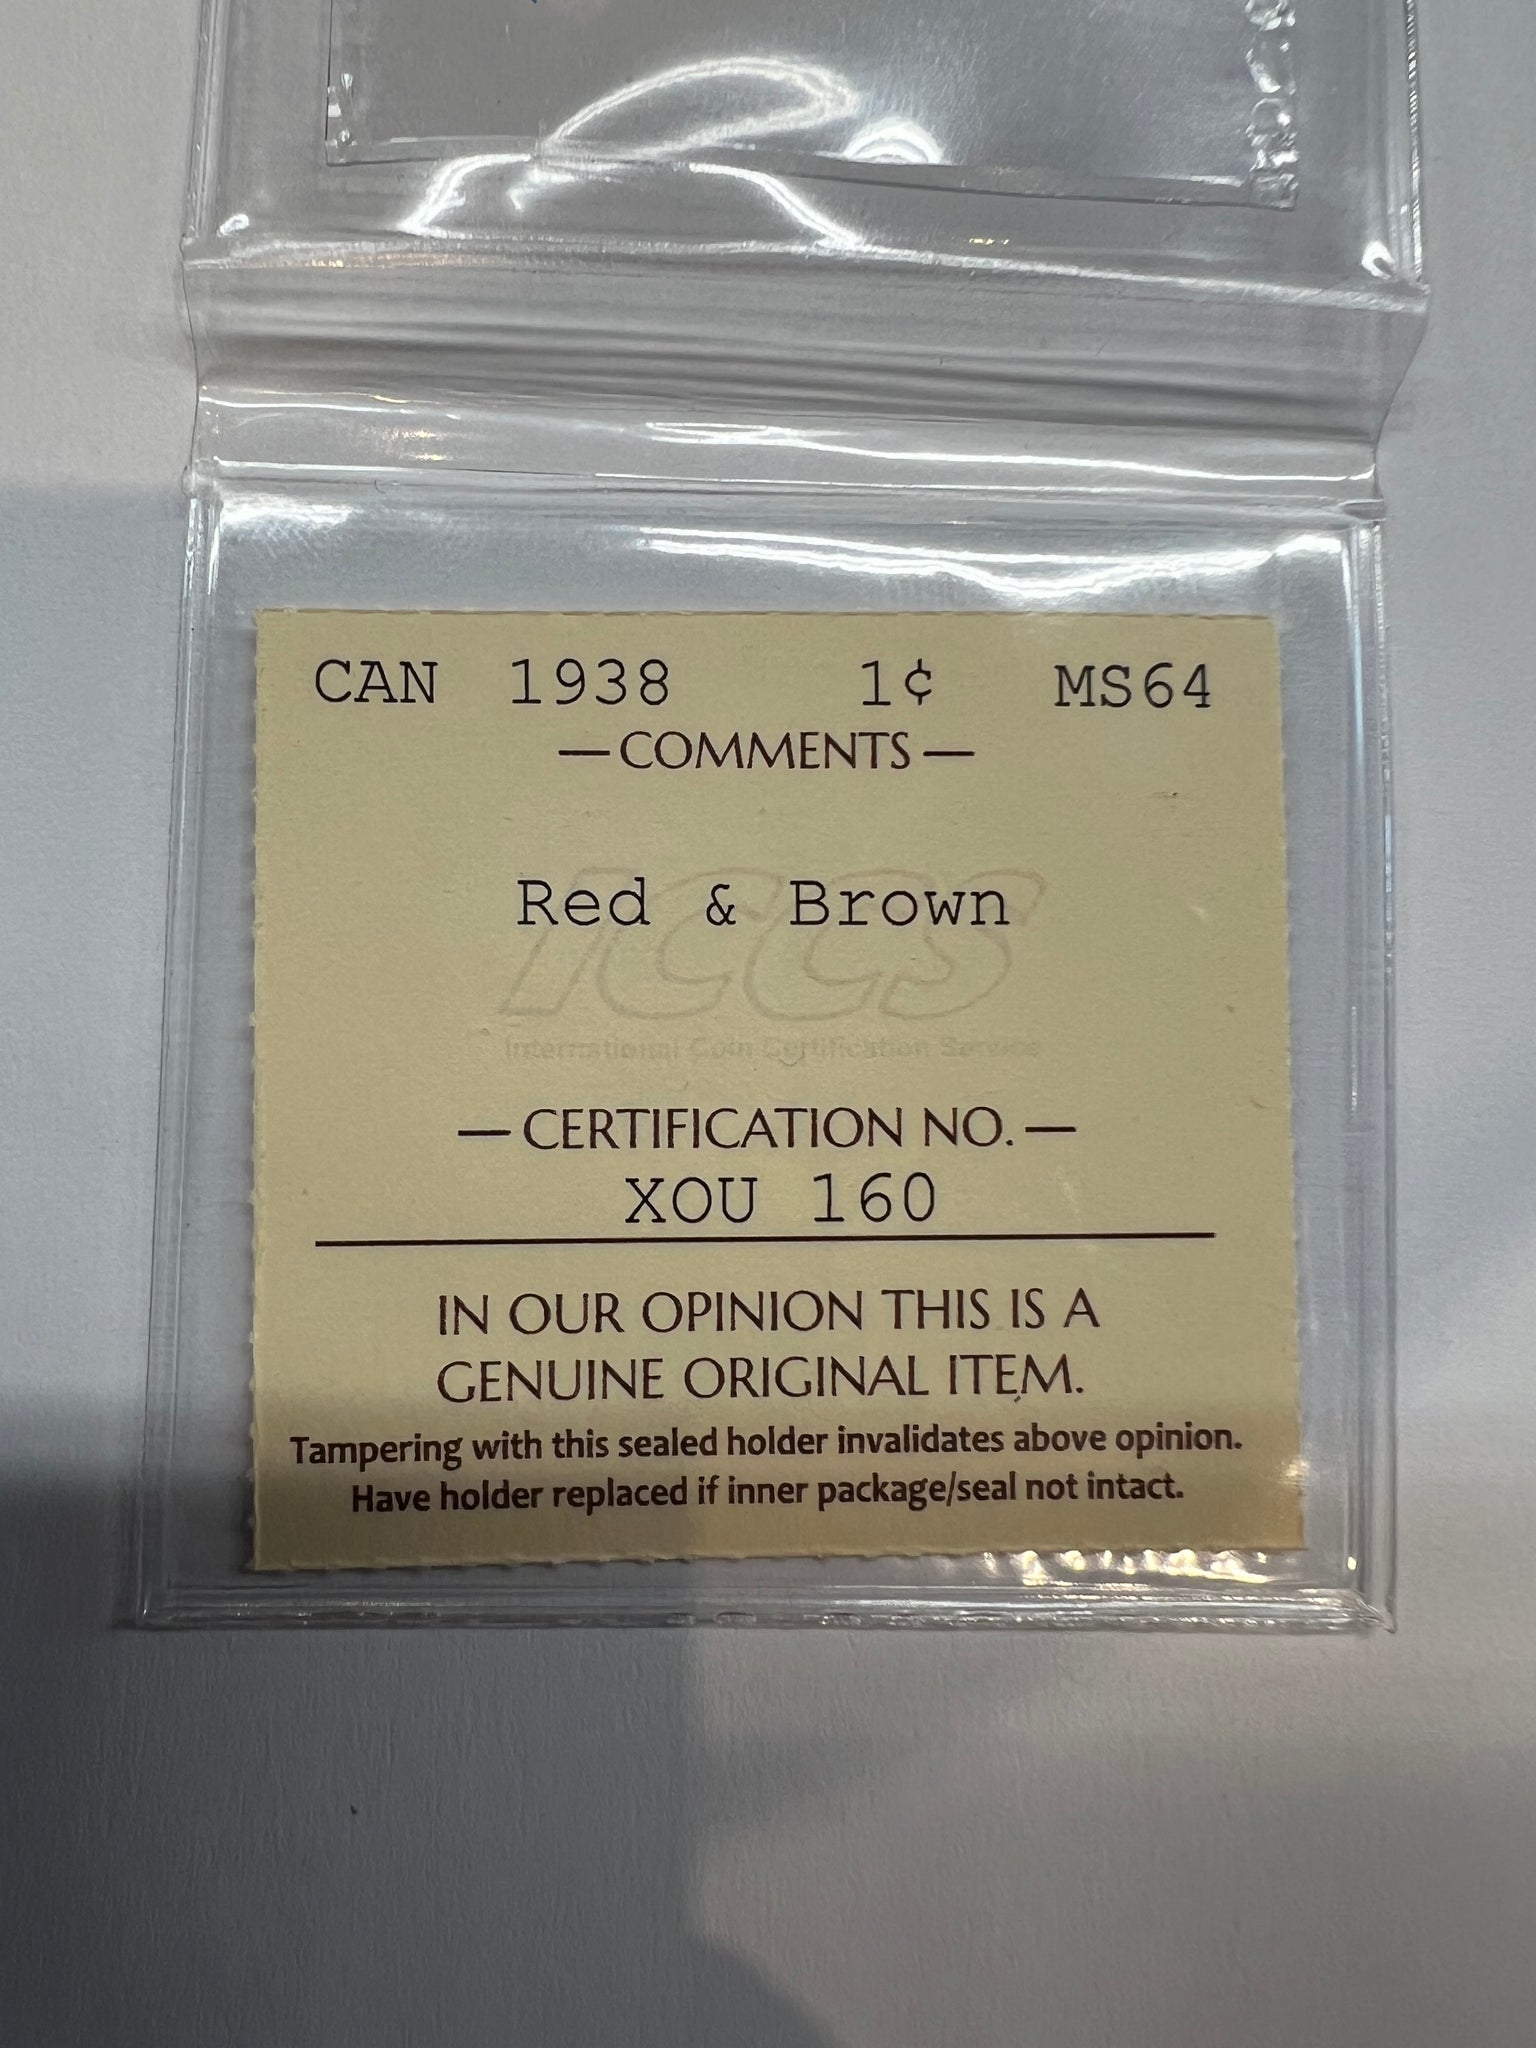 CAN 1938 1¢ MS64
— COMMENTS —
Red & Brown
ICCS
International Coin Certification Service
— CERTIFICATION NO. —
XOU 160
IN OUR OPINION THIS IS A
GENUINE ORIGINAL ITEM.
Tampering with this sealed holder invalidates above opinion.
Have holder replaced if inner package/seal not intact.